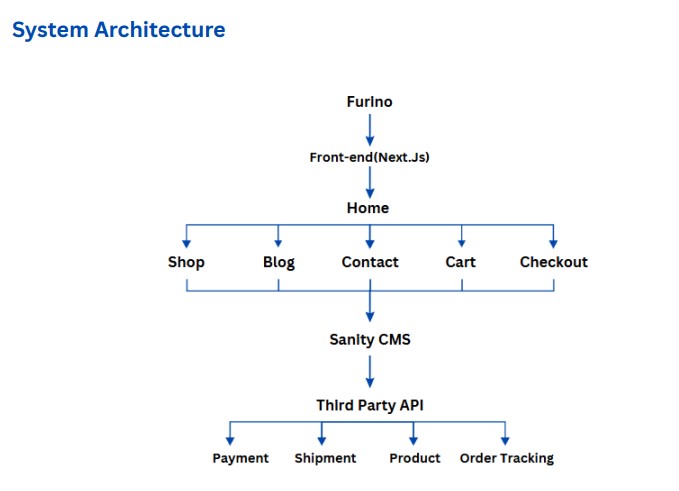 System Architecture
Furino
Front-end(Next.Js)
Home
Shop Blog Contact Cart Checkout
Sanity CMS
Third Party API
Payment Shipment Product Order Tracking